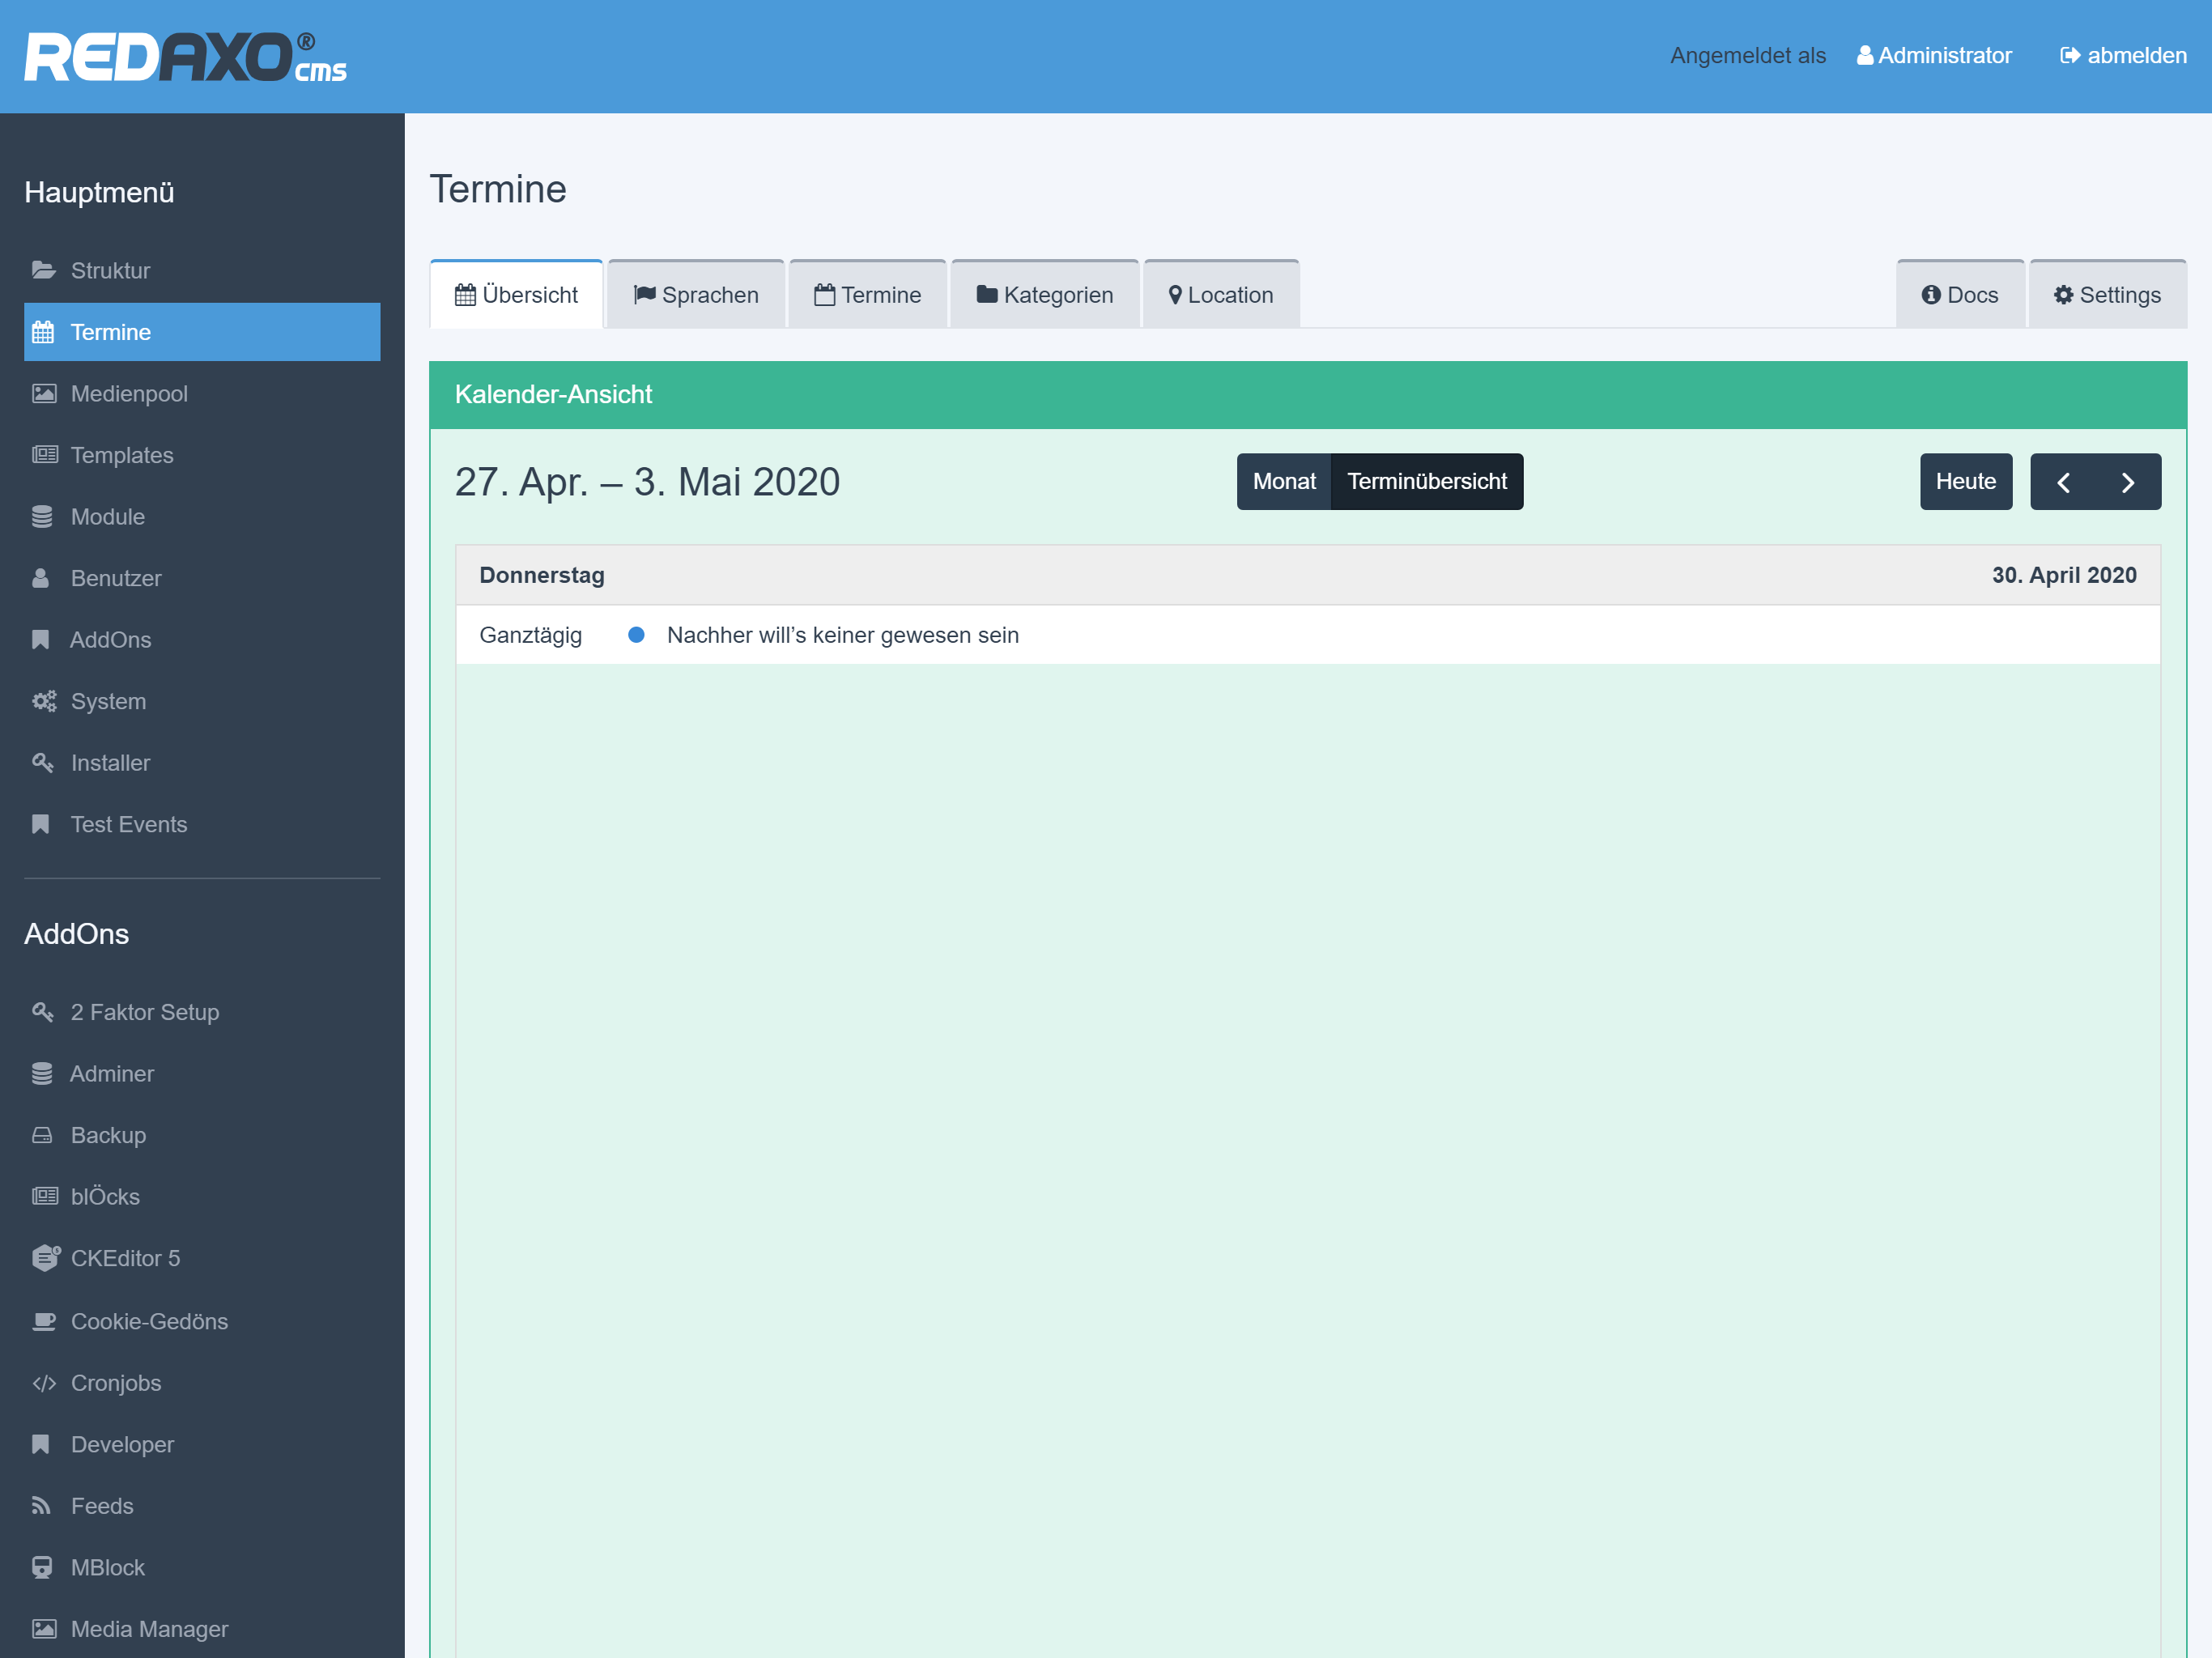 REDAXO® cms
Angemeldet als Administrator abmelden
Hauptmenü
Struktur
Termine
Medienpool
Templates
Module
Benutzer
AddOns
System
Installer
Test Events
AddOns
2 Faktor Setup
Adminer
Backup
blÖcks
CKEditor 5
Cookie-Gedöns
Cronjobs
Developer
Feeds
MBlock
Media Manager
Termine
Übersicht Sprachen Termine Kategorien Location Docs Settings
Kalender-Ansicht
27. Apr. – 3. Mai 2020 Monat Terminübersicht Heute
Donnerstag 30. April 2020
Ganztägig Nachher will’s keiner gewesen sein